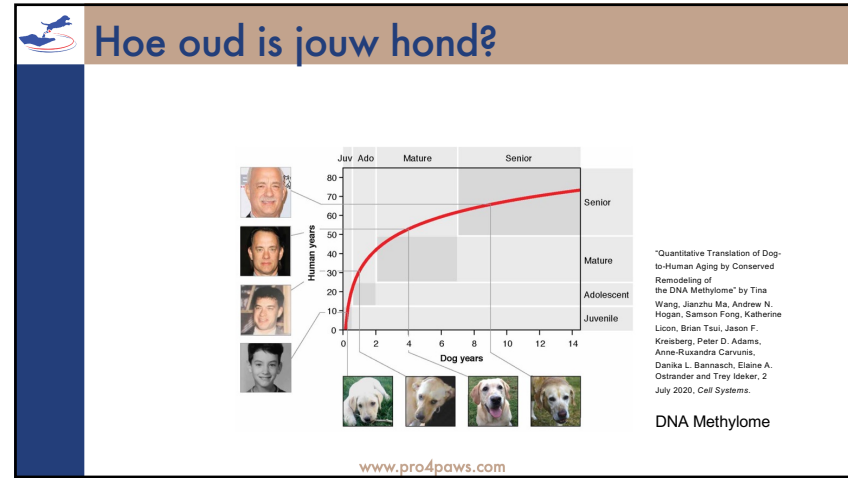 Hoe oud is jouw hond?
Juv Ado Mature Senior
80
70
60
50
40
30
20
10
0
Human years
Senior
Mature
Adolescent
Juvenile
0 2 4 6 8 10 12 14
Dog years
“Quantitative Translation of Dog-
to-Human Aging by Conserved
Remodeling of
the DNA Methylome” by Tina
Wang, Jianzhu Ma, Andrew N.
Hogan, Samson Fong, Katherine
Licon, Brian Tsui, Jason F.
Kreisberg, Peter D. Adams,
Anne-Ruxandra Carvunis,
Danika L. Bannasch, Elaine A.
Ostrander and Trey Ideker, 2
July 2020, Cell Systems.
DNA Methylome
www.pro4paws.com